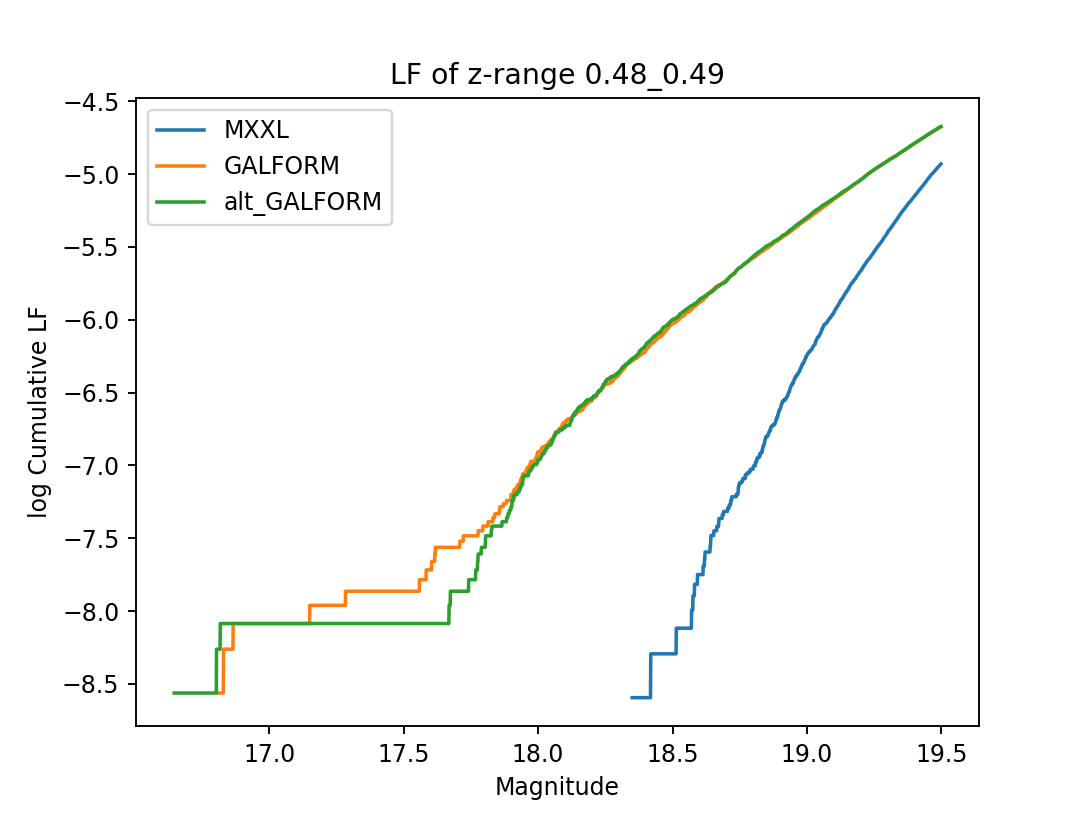 LF of z-range 0.48_0.49
MXXL
GALFORM
alt_GALFORM
log Cumulative LF
−4.5
−5.0
−5.5
−6.0
−6.5
−7.0
−7.5
−8.0
−8.5
17.0 17.5 18.0 18.5 19.0 19.5
Magnitude